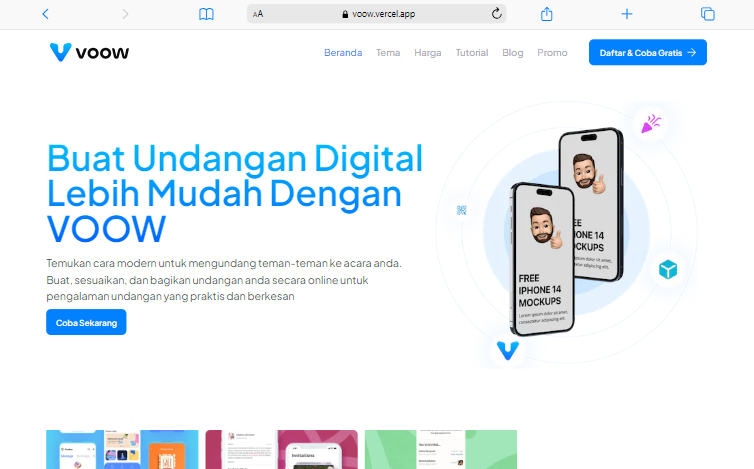 AA voow.vercel.app
VOOW
Beranda Tema Harga Tutorial Blog Promo Daftar & Coba Gratis
Buat Undangan Digital
Lebih Mudah Dengan
VOOW
Temukan cara modern untuk mengundang teman-teman ke acara anda.
Buat, sesuaikan, dan bagikan undangan anda secara online untuk
pengalaman undangan yang praktis dan berkesan
Coba Sekarang
EE
HONE 14
OCKUPS
FREE
IPHONE 14
MOCKUPS
Lorem ipsum dolor sit amet,
consectetur adipiscing elit.
Invitations